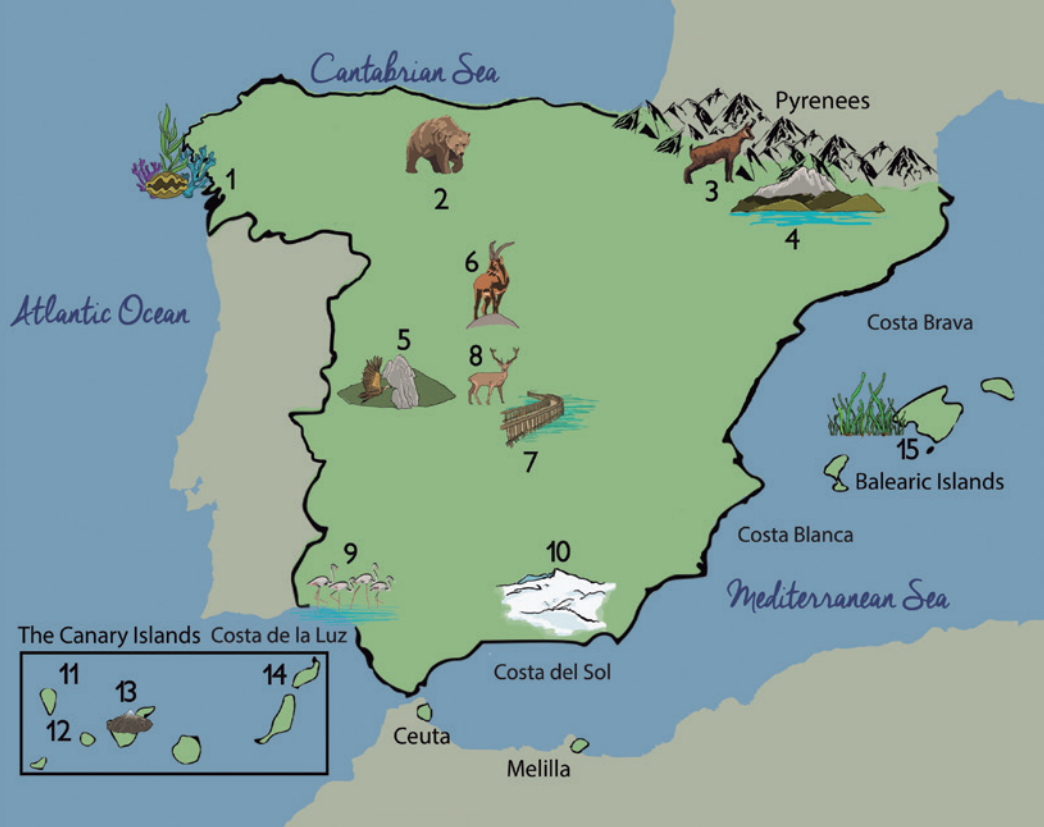 Cantabrian Sea
Pyrenees
1
2
3
4
6
Atlantic Ocean
Costa Brava
5
8
15
7
Balearic Islands
Costa Blanca
9
10
Mediterranean Sea
The Canary Islands
Costa de la Luz
11
13
14
12
Costa del Sol
Ceuta
Melilla